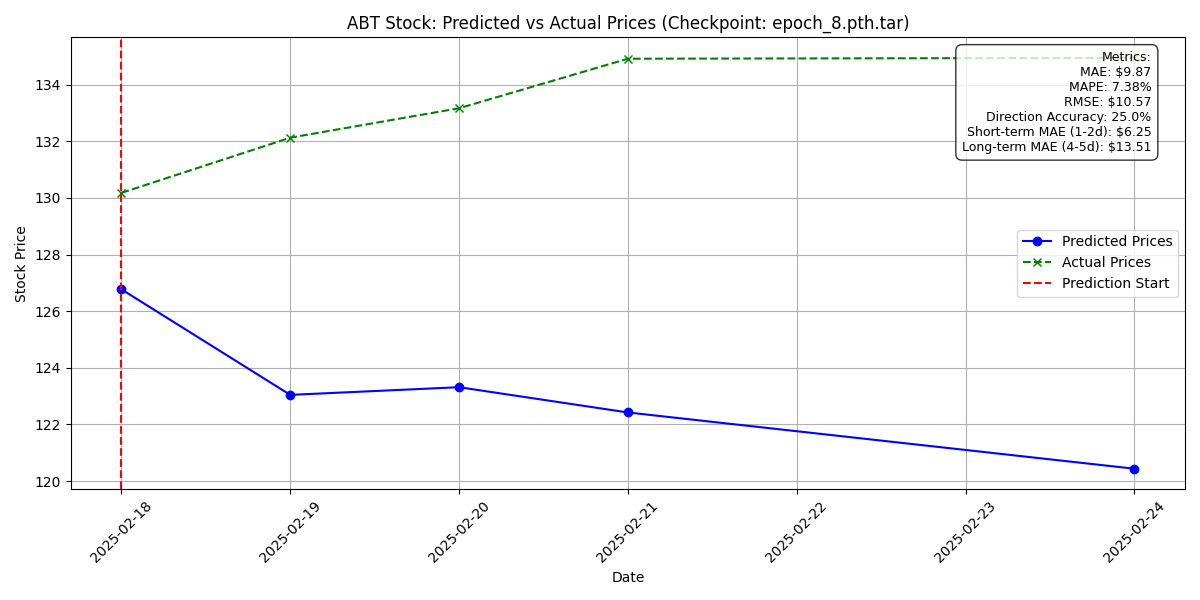 ABT Stock: Predicted vs Actual Prices (Checkpoint: epoch_8.pth.tar)
Metrics:
MAE: $9.87
MAPE: 7.38%
RMSE: $10.57
Direction Accuracy: 25.0%
Short-term MAE (1-2d): $6.25
Long-term MAE (4-5d): $13.51
Predicted Prices
Actual Prices
Prediction Start
Stock Price
134
132
130
128
126
124
122
120
2025-02-18
2025-02-19
2025-02-20
2025-02-21
2025-02-22
2025-02-23
2025-02-24
Date